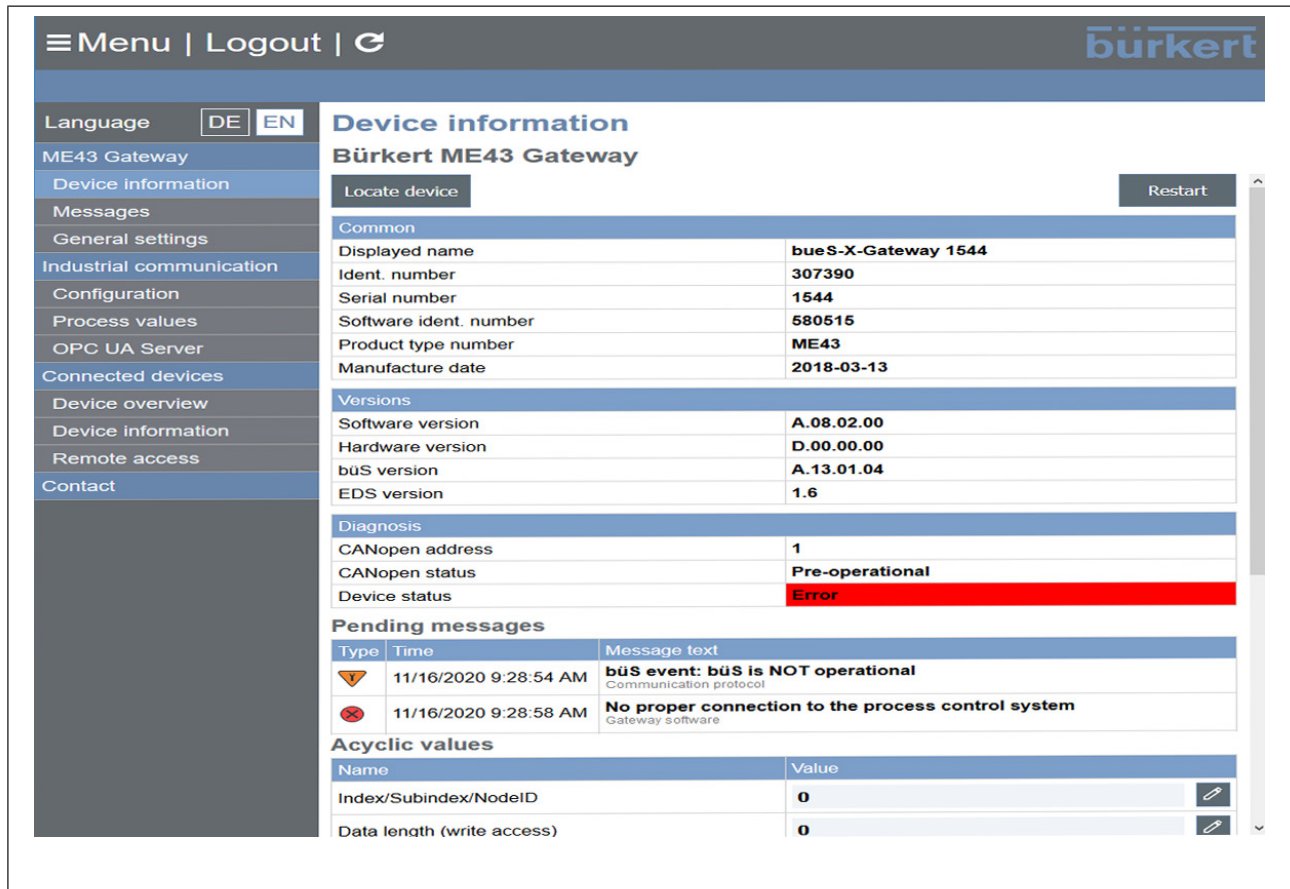 ≡Menu | Logout |
bürkert
Language DE EN
ME43 Gateway
Device information
Messages
General settings
Industrial communication
Configuration
Process values
OPC UA Server
Connected devices
Device overview
Device information
Remote access
Contact
Device information
Bürkert ME43 Gateway
Locate device Restart
Common
Displayed name bueS-X-Gateway 1544
Ident. number 307390
Serial number 1544
Software ident. number 580515
Product type number ME43
Manufacture date 2018-03-13
Versions
Software version A.08.02.00
Hardware version D.00.00.00
büS version A.13.01.04
EDS version 1.6
Diagnosis
CANopen address 1
CANopen status Pre-operational
Device status Error
Pending messages
Type Time Message text
11/16/2020 9:28:54 AM büS event: büS is NOT operational
Communication protocol
11/16/2020 9:28:58 AM No proper connection to the process control system
Gateway software
Acyclic values
Name Value
Index/Subindex/NodeID 0
Data length (write access) 0